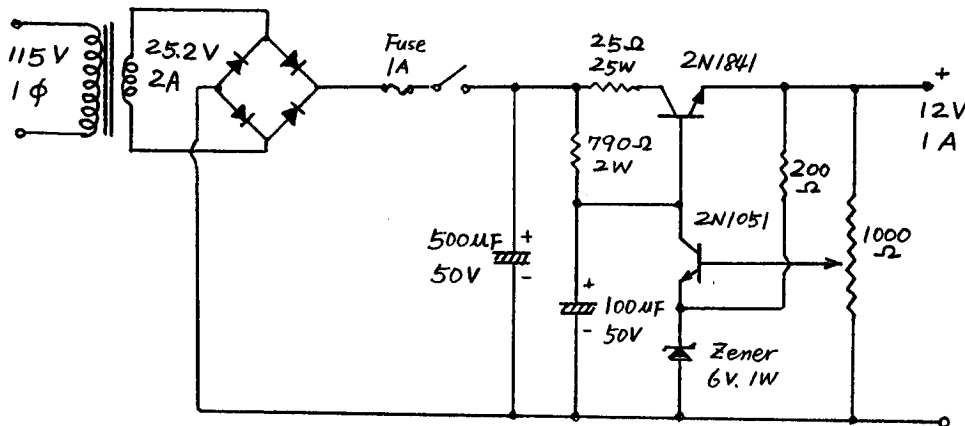 115V
1φ
25.2V
2A
Fuse
1A
25Ω
25W
2N1841
+
12V
1A
790Ω
2W
200
Ω
2N1051
1000
Ω
500μF
50V
+
-
+
-
100μF
50V
Zener
6V. 1W